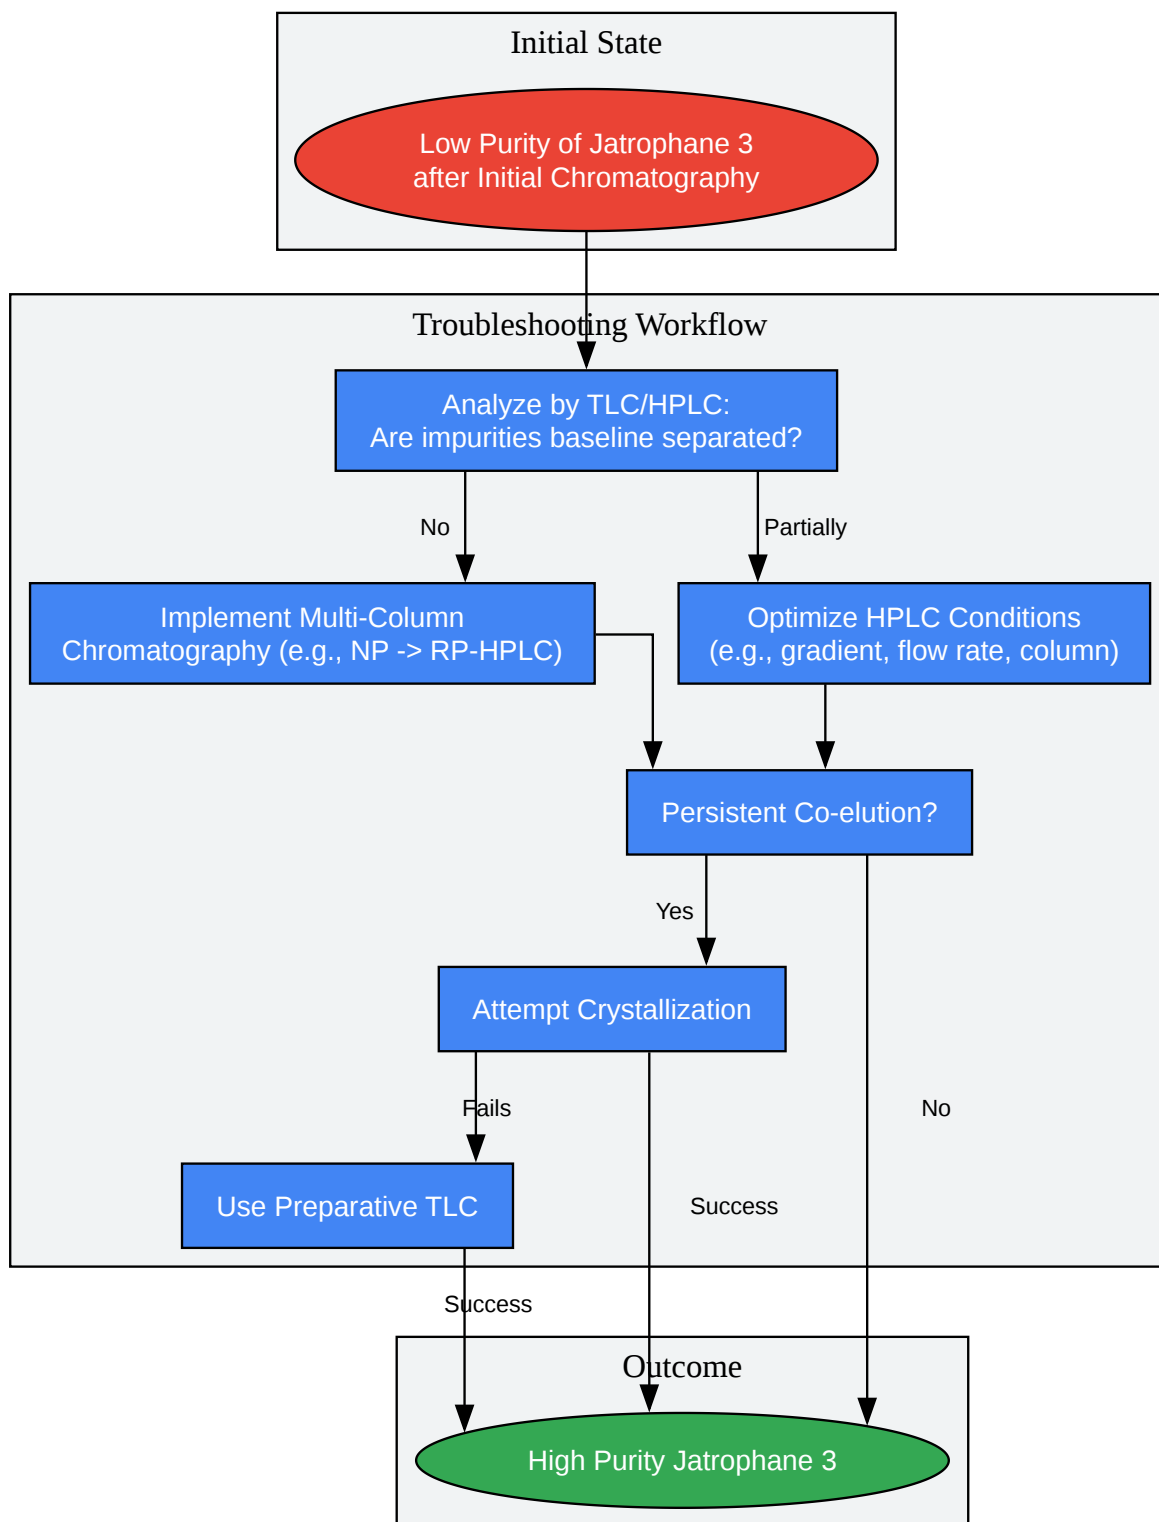 Initial State
Low Purity of Jatrophane 3
after Initial Chromatography
Troubleshooting Workflow
Analyze by TLC/HPLC:
Are impurities baseline separated?
No
Partially
Implement Multi-Column
Chromatography (e.g., NP -> RP-HPLC)
Optimize HPLC Conditions
(e.g., gradient, flow rate, column)
Persistent Co-elution?
Yes
Attempt Crystallization
Fails
No
Use Preparative TLC
Success
Success
Outcome
High Purity Jatrophane 3